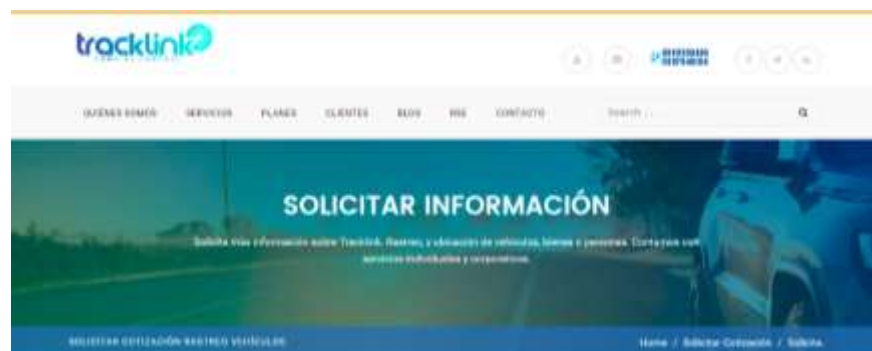 tracklink
QUIÉNES SOMOS SERVICIOS PLANES CLIENTES BLOG RSE CONTACTO Search ...
SOLICITAR INFORMACIÓN
Solicita más información sobre Tracklink. Rastreo, y ubicación de vehículos, bienes o personas. Contamos con
servicios individuales y corporativos.
SOLICITAR COTIZACIÓN RASTREO VEHÍCULOS Home / Solicitar Cotización / Solicita